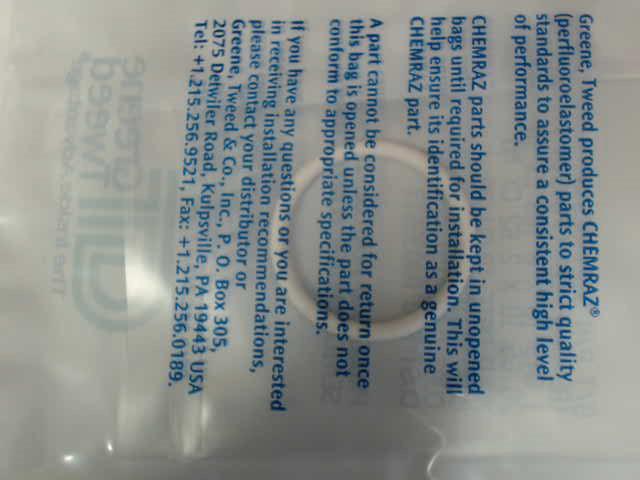 Greene, Tweed produces CHEMRAZ®
(perfluoroelastomer) parts to strict quality
standards to assure a consistent high level
of performance.
CHEMRAZ parts should be kept in unopened
bags until required for installation. This will
help ensure its identification as a genuine
CHEMRAZ part.
A part cannot be considered for return once
this bag is opened unless the part does not
conform to appropriate specifications.
If you have any questions or you are interested
in receiving installation recommendations,
please contact your distributor or
Greene, Tweed & Co., Inc., P. O. Box 305,
2075 Detwiler Road, Kulpsville, PA 19443 USA
Tel: +1.215.256.9521, Fax: +1.215.256.0189.
greene
tweed